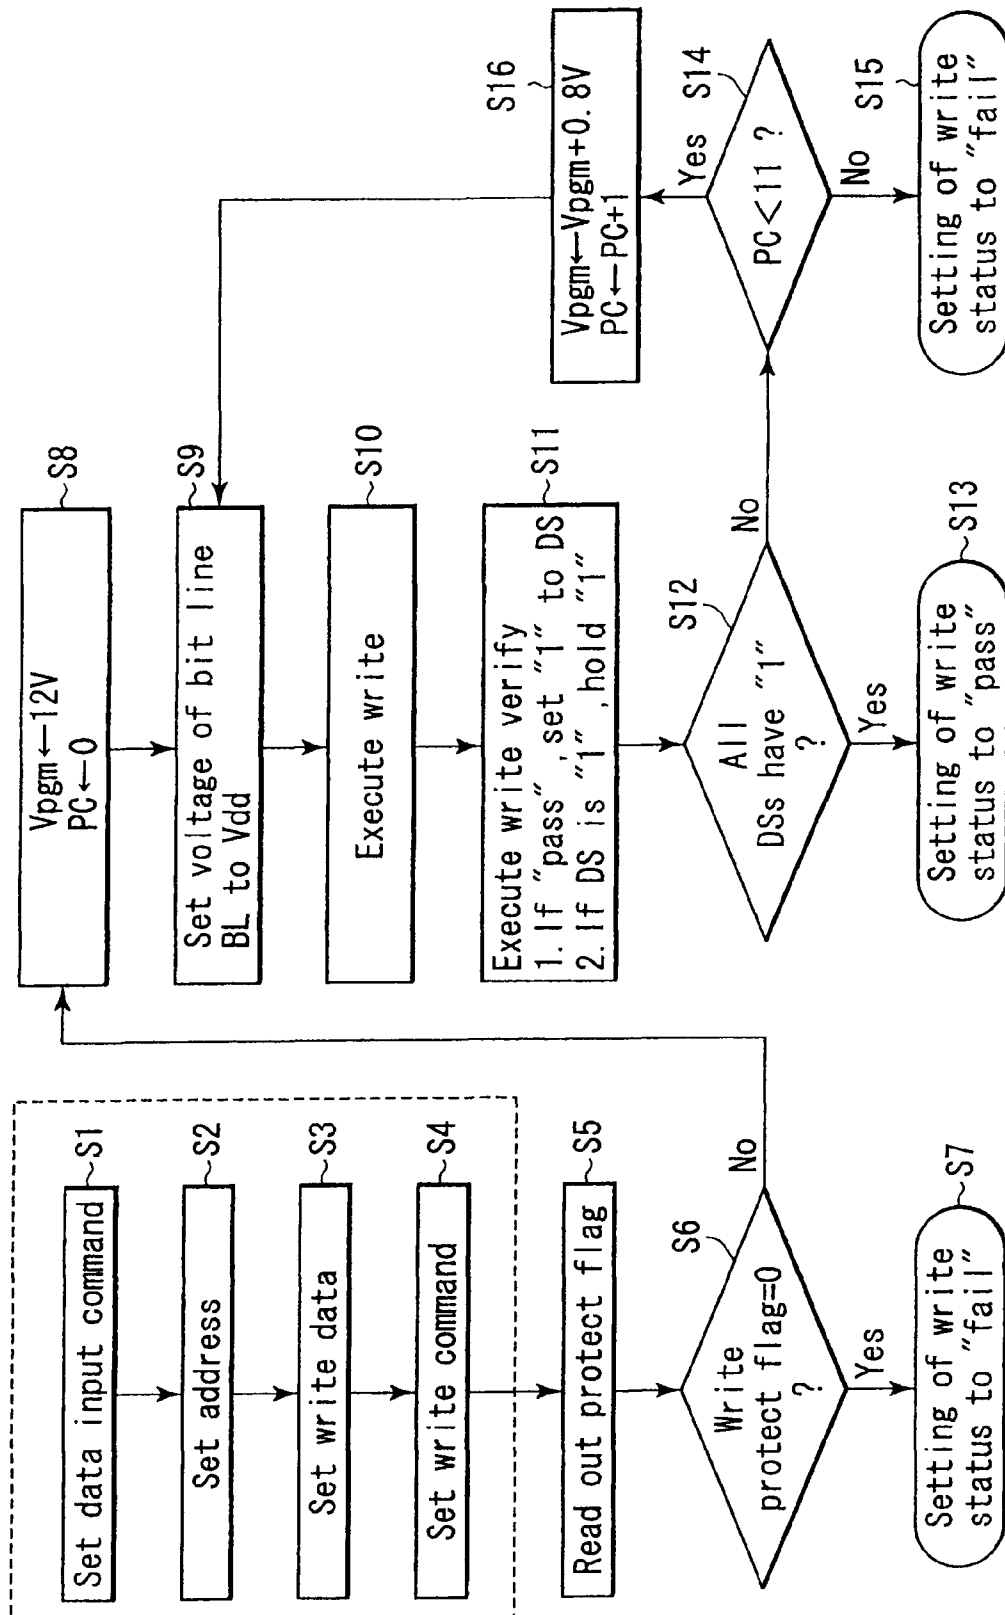 Set data input command
S1
Set address
S2
Set write data
S3
Set write command
S4
Read out protect flag
S5
Write
protect flag=0
?
S6
No
Yes
Setting of write
status to "fail"
S7
Vpgm←12V
PC←0
S8
Set voltage of bit line
BL to Vdd
S9
Execute write
S10
Execute write verify
1. If "pass", set "1" to DS
2. If DS is "1", hold "1"
S11
All
DSs have "1"
?
S12
No
Yes
Setting of write
status to "pass"
S13
PC<11 ?
S14
Yes
No
Setting of write
status to "fail"
S15
Vpgm←Vpgm+0.8V
PC←PC+1
S16